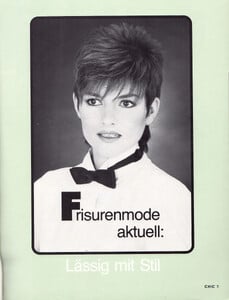 Frisurenmode
aktuell:
Lässig mit Stil
CHIC 7